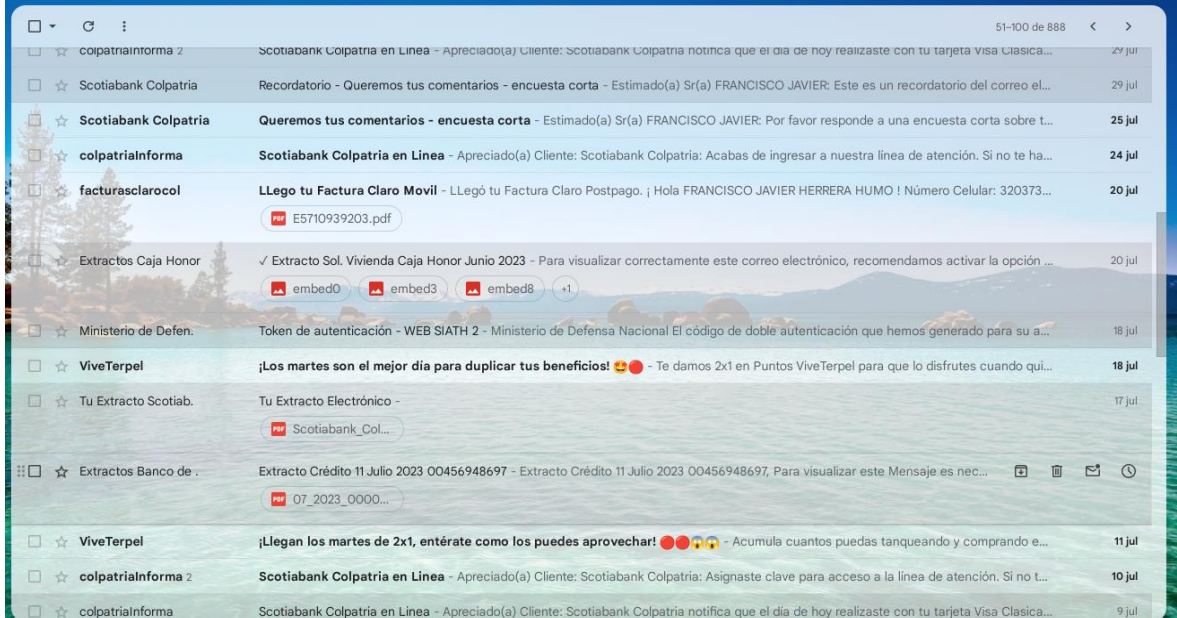 51–100 de 888
colpatriaInforma 2 Scotiabank Colpatria en Linea - Apreciado(a) Cliente: Scotiabank Colpatria notifica que el día de hoy realizaste con tu tarjeta Visa Clasica... 29 jul
Scotiabank Colpatria Recordatorio - Queremos tus comentarios - encuesta corta - Estimado(a) Sr(a) FRANCISCO JAVIER: Este es un recordatorio del correo el... 29 jul
Scotiabank Colpatria Queremos tus comentarios - encuesta corta - Estimado(a) Sr(a) FRANCISCO JAVIER: Por favor responde a una encuesta corta sobre t... 25 jul
colpatriaInforma Scotiabank Colpatria en Linea - Apreciado(a) Cliente: Scotiabank Colpatria: Acabas de ingresar a nuestra línea de atención. Si no te ha... 24 jul
facturasclarocol LLego tu Factura Claro Movil - LLegó tu Factura Claro Postpago. ¡ Hola FRANCISCO JAVIER HERRERA HUMO ! Número Celular: 320373... 20 jul
PDF E5710939203.pdf
Extractos Caja Honor ✓ Extracto Sol. Vivienda Caja Honor Junio 2023 - Para visualizar correctamente este correo electrónico, recomendamos activar la opción ... 20 jul
embed0 embed3 embed8 +1
Ministerio de Defen. Token de autenticación - WEB SIATH 2 - Ministerio de Defensa Nacional El código de doble autenticación que hemos generado para su a... 18 jul
ViveTerpel ¡Los martes son el mejor día para duplicar tus beneficios! 🤩🔴 - Te damos 2x1 en Puntos ViveTerpel para que lo disfrutes cuando qui... 18 jul
Tu Extracto Scotiab. Tu Extracto Electrónico - 17 jul
PDF Scotiabank_Col...
Extractos Banco de . Extracto Crédito 11 Julio 2023 00456948697 - Extracto Crédito 11 Julio 2023 00456948697, Para visualizar este Mensaje es nec...
PDF 07_2023_0000...
ViveTerpel ¡Llegan los martes de 2x1, entérate como los puedes aprovechar! 🔴🔴😱😱 - Acumula cuantos puedas tanqueando y comprando e... 11 jul
colpatriaInforma 2 Scotiabank Colpatria en Linea - Apreciado(a) Cliente: Scotiabank Colpatria: Asignaste clave para acceso a la línea de atención. Si no t... 10 jul
colpatriaInforma Scotiabank Colpatria en Linea - Apreciado(a) Cliente: Scotiabank Colpatria notifica que el día de hoy realizaste con tu tarjeta Visa Clasica... 9 jul